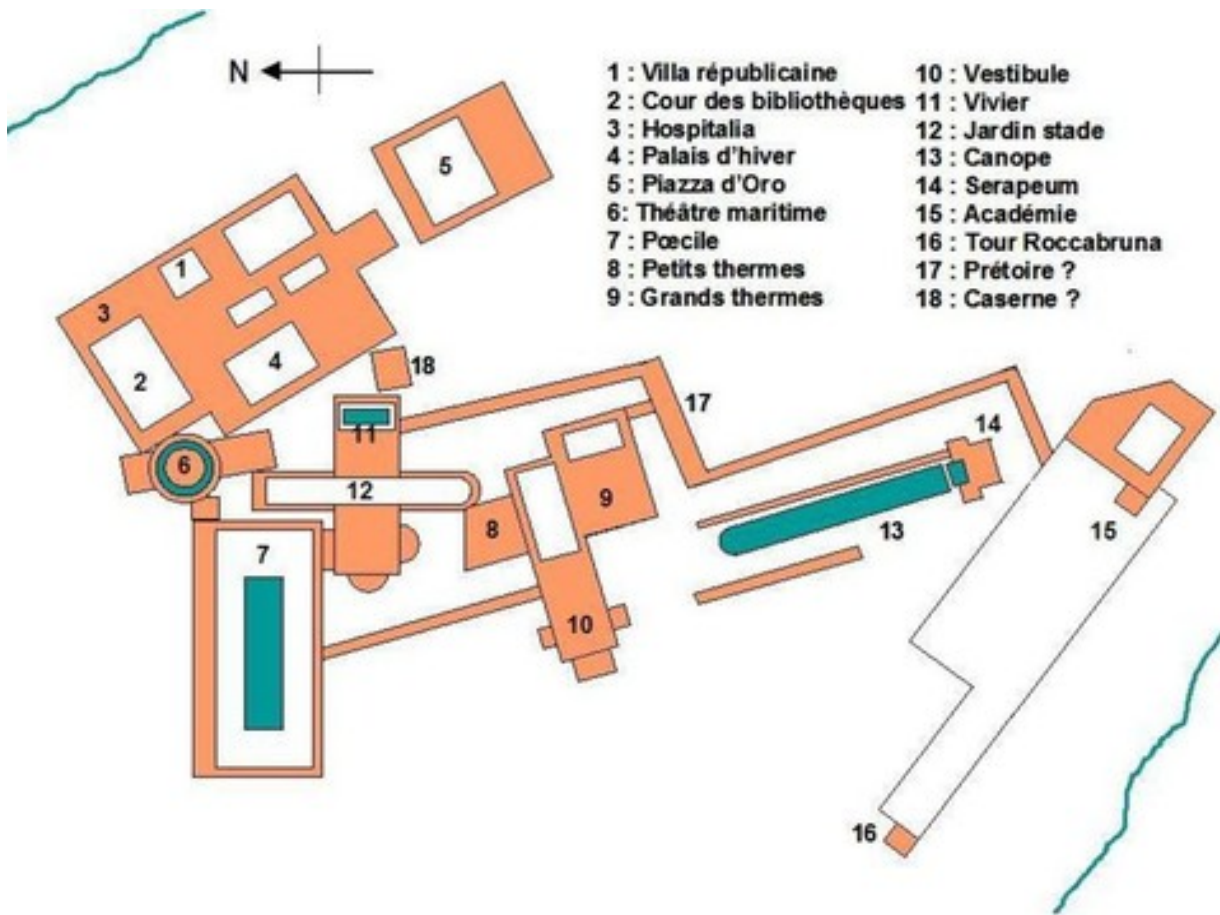 N
1 : Villa républicaine
2 : Cour des bibliothèques
3 : Hospitalia
4 : Palais d'hiver
5 : Piazza d'Oro
6: Théâtre maritime
7 : Pœcile
8 : Petits thermes
9 : Grands thermes
10 : Vestibule
11 : Vivier
12 : Jardin stade
13 : Canope
14 : Serapeum
15 : Académie
16 : Tour Roccabruna
17 : Prétoire ?
18 : Caserne ?
5
1
3
2
4
18
11
17
14
6
12
9
8
13
15
7
10
16